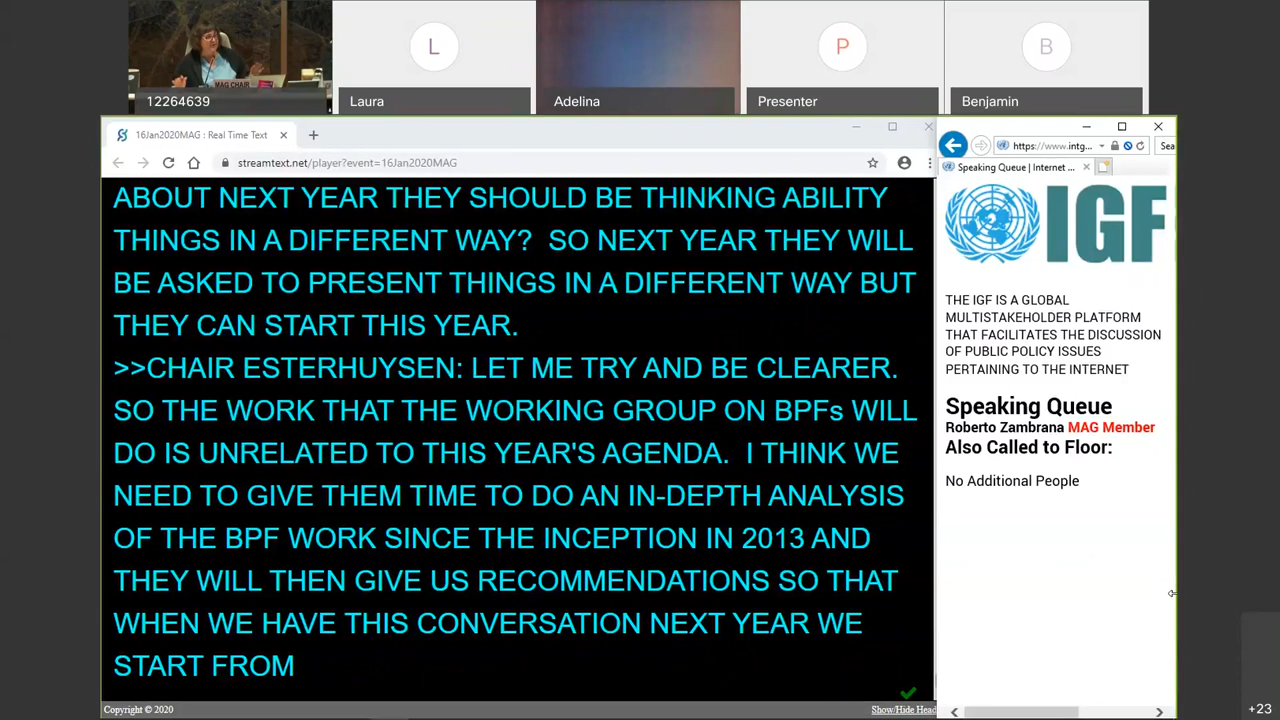 MAG CHAIR
L
P
B
12264639
Laura
Adelina
Presenter
Benjamin
16Jan2020MAG : Real Time Text
streamtext.net/player?event=16Jan2020MAG
ABOUT NEXT YEAR THEY SHOULD BE THINKING ABILITY
THINGS IN A DIFFERENT WAY?  SO NEXT YEAR THEY WILL
BE ASKED TO PRESENT THINGS IN A DIFFERENT WAY BUT
THEY CAN START THIS YEAR.
>>CHAIR ESTERHUYSEN: LET ME TRY AND BE CLEARER.
SO THE WORK THAT THE WORKING GROUP ON BPFs WILL
DO IS UNRELATED TO THIS YEAR'S AGENDA.  I THINK WE
NEED TO GIVE THEM TIME TO DO AN IN-DEPTH ANALYSIS
OF THE BPF WORK SINCE THE INCEPTION IN 2013 AND
THEY WILL THEN GIVE US RECOMMENDATIONS SO THAT
WHEN WE HAVE THIS CONVERSATION NEXT YEAR WE
START FROM
Copyright © 2020
Show/Hide Head
https://www.intg...
Sea
Speaking Queue | Internet ...
IGF
THE IGF IS A GLOBAL
MULTISTAKEHOLDER PLATFORM
THAT FACILITATES THE DISCUSSION
OF PUBLIC POLICY ISSUES
PERTAINING TO THE INTERNET
Speaking Queue
Roberto Zambrana MAG Member
Also Called to Floor:
No Additional People
+23